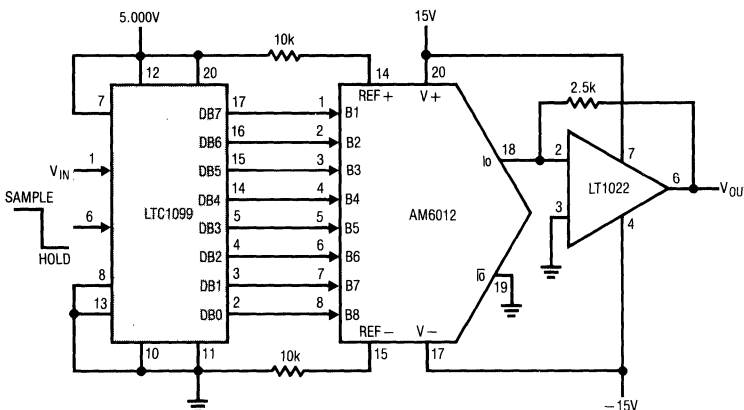 5.000V
15V
10k
12
20
14
20
7
REF+
V+
2.5k
DB7
17
1
B1
DB6
16
2
B2
VIN
1
DB5
15
3
B3
Io
18
2
7
SAMPLE
DB4
14
4
B4
LT1022
6
VOU
LTC1099
AM6012
6
DB3
5
5
B5
3
4
HOLD
DB2
4
6
B6
8
DB1
3
7
B7
Io
19
13
DB0
2
8
B8
REF−
V−
10
11
10k
15
17
−15V